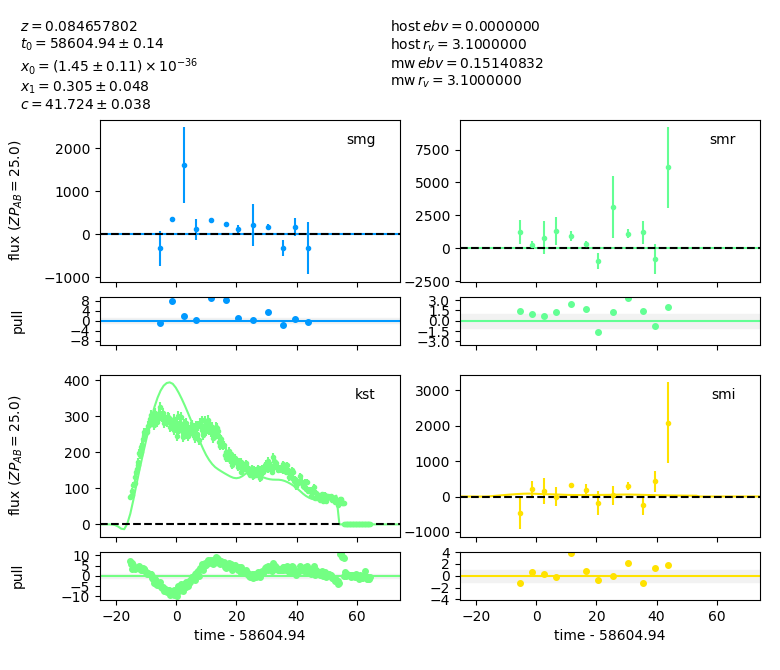 z = 0.084657802
t₀ = 58604.94 ± 0.14
x₀ = (1.45 ± 0.11) × 10⁻³⁶
x₁ = 0.305 ± 0.048
c = 41.724 ± 0.038
host ebv = 0.0000000
host r_v = 3.1000000
mw ebv = 0.15140832
mw r_v = 3.1000000
flux (ZP_AB = 25.0)
2000
1000
0
−1000
smg
7500
5000
2500
0
−2500
smr
pull
8
4
0
−4
−8
3.0
1.5
0.0
−1.5
−3.0
flux (ZP_AB = 25.0)
400
300
200
100
0
kst
3000
2000
1000
0
−1000
smi
pull
10
5
0
−5
−10
4
2
0
−2
−4
−20 0 20 40 60
−20 0 20 40 60
time - 58604.94
time - 58604.94